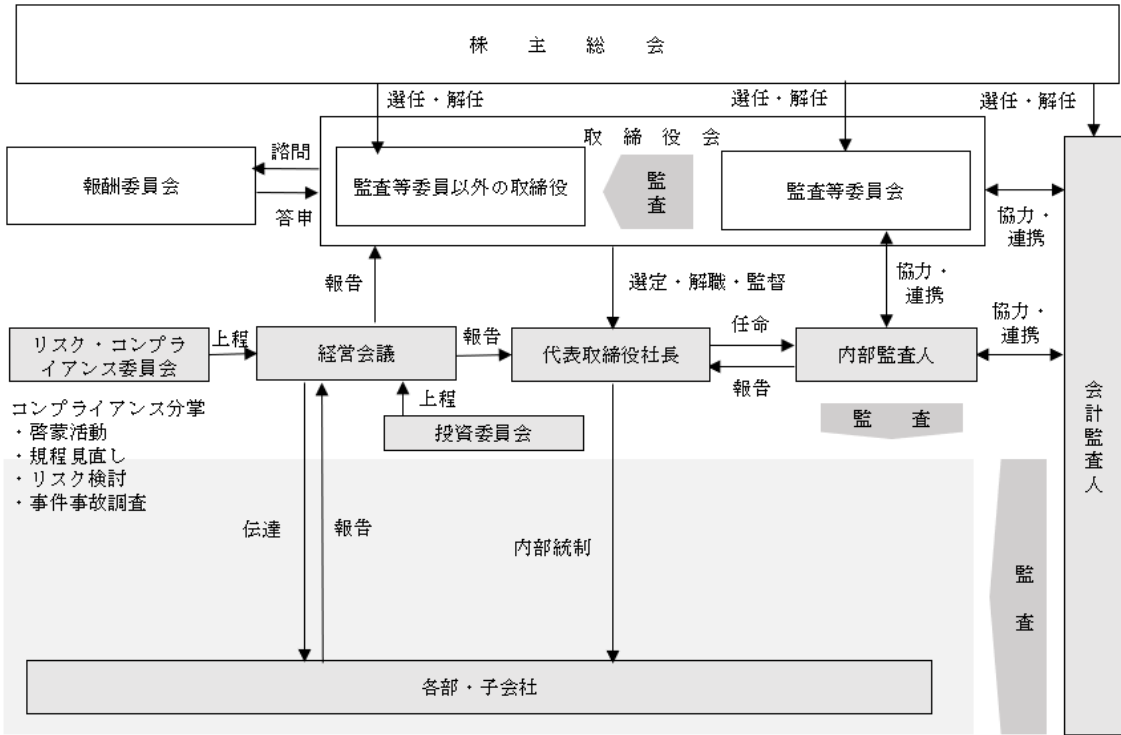 株 主 総 会
選任・解任
選任・解任
選任・解任
取 締 役 会
諮問
答申
報酬委員会
監査等委員以外の取締役
監
査
監査等委員会
協力・
連携
報告
選定・解職・監督
協力・
連携
協力・
連携
リスク・コンプラ
イアンス委員会
上程
経営会議
報告
代表取締役社長
任命
報告
内部監査人
会
計
監
査
人
コンプライアンス分掌
・啓蒙活動
・規程見直し
・リスク検討
・事件事故調査
上程
投資委員会
監 査
伝達
報告
内部統制
監
査
各部・子会社